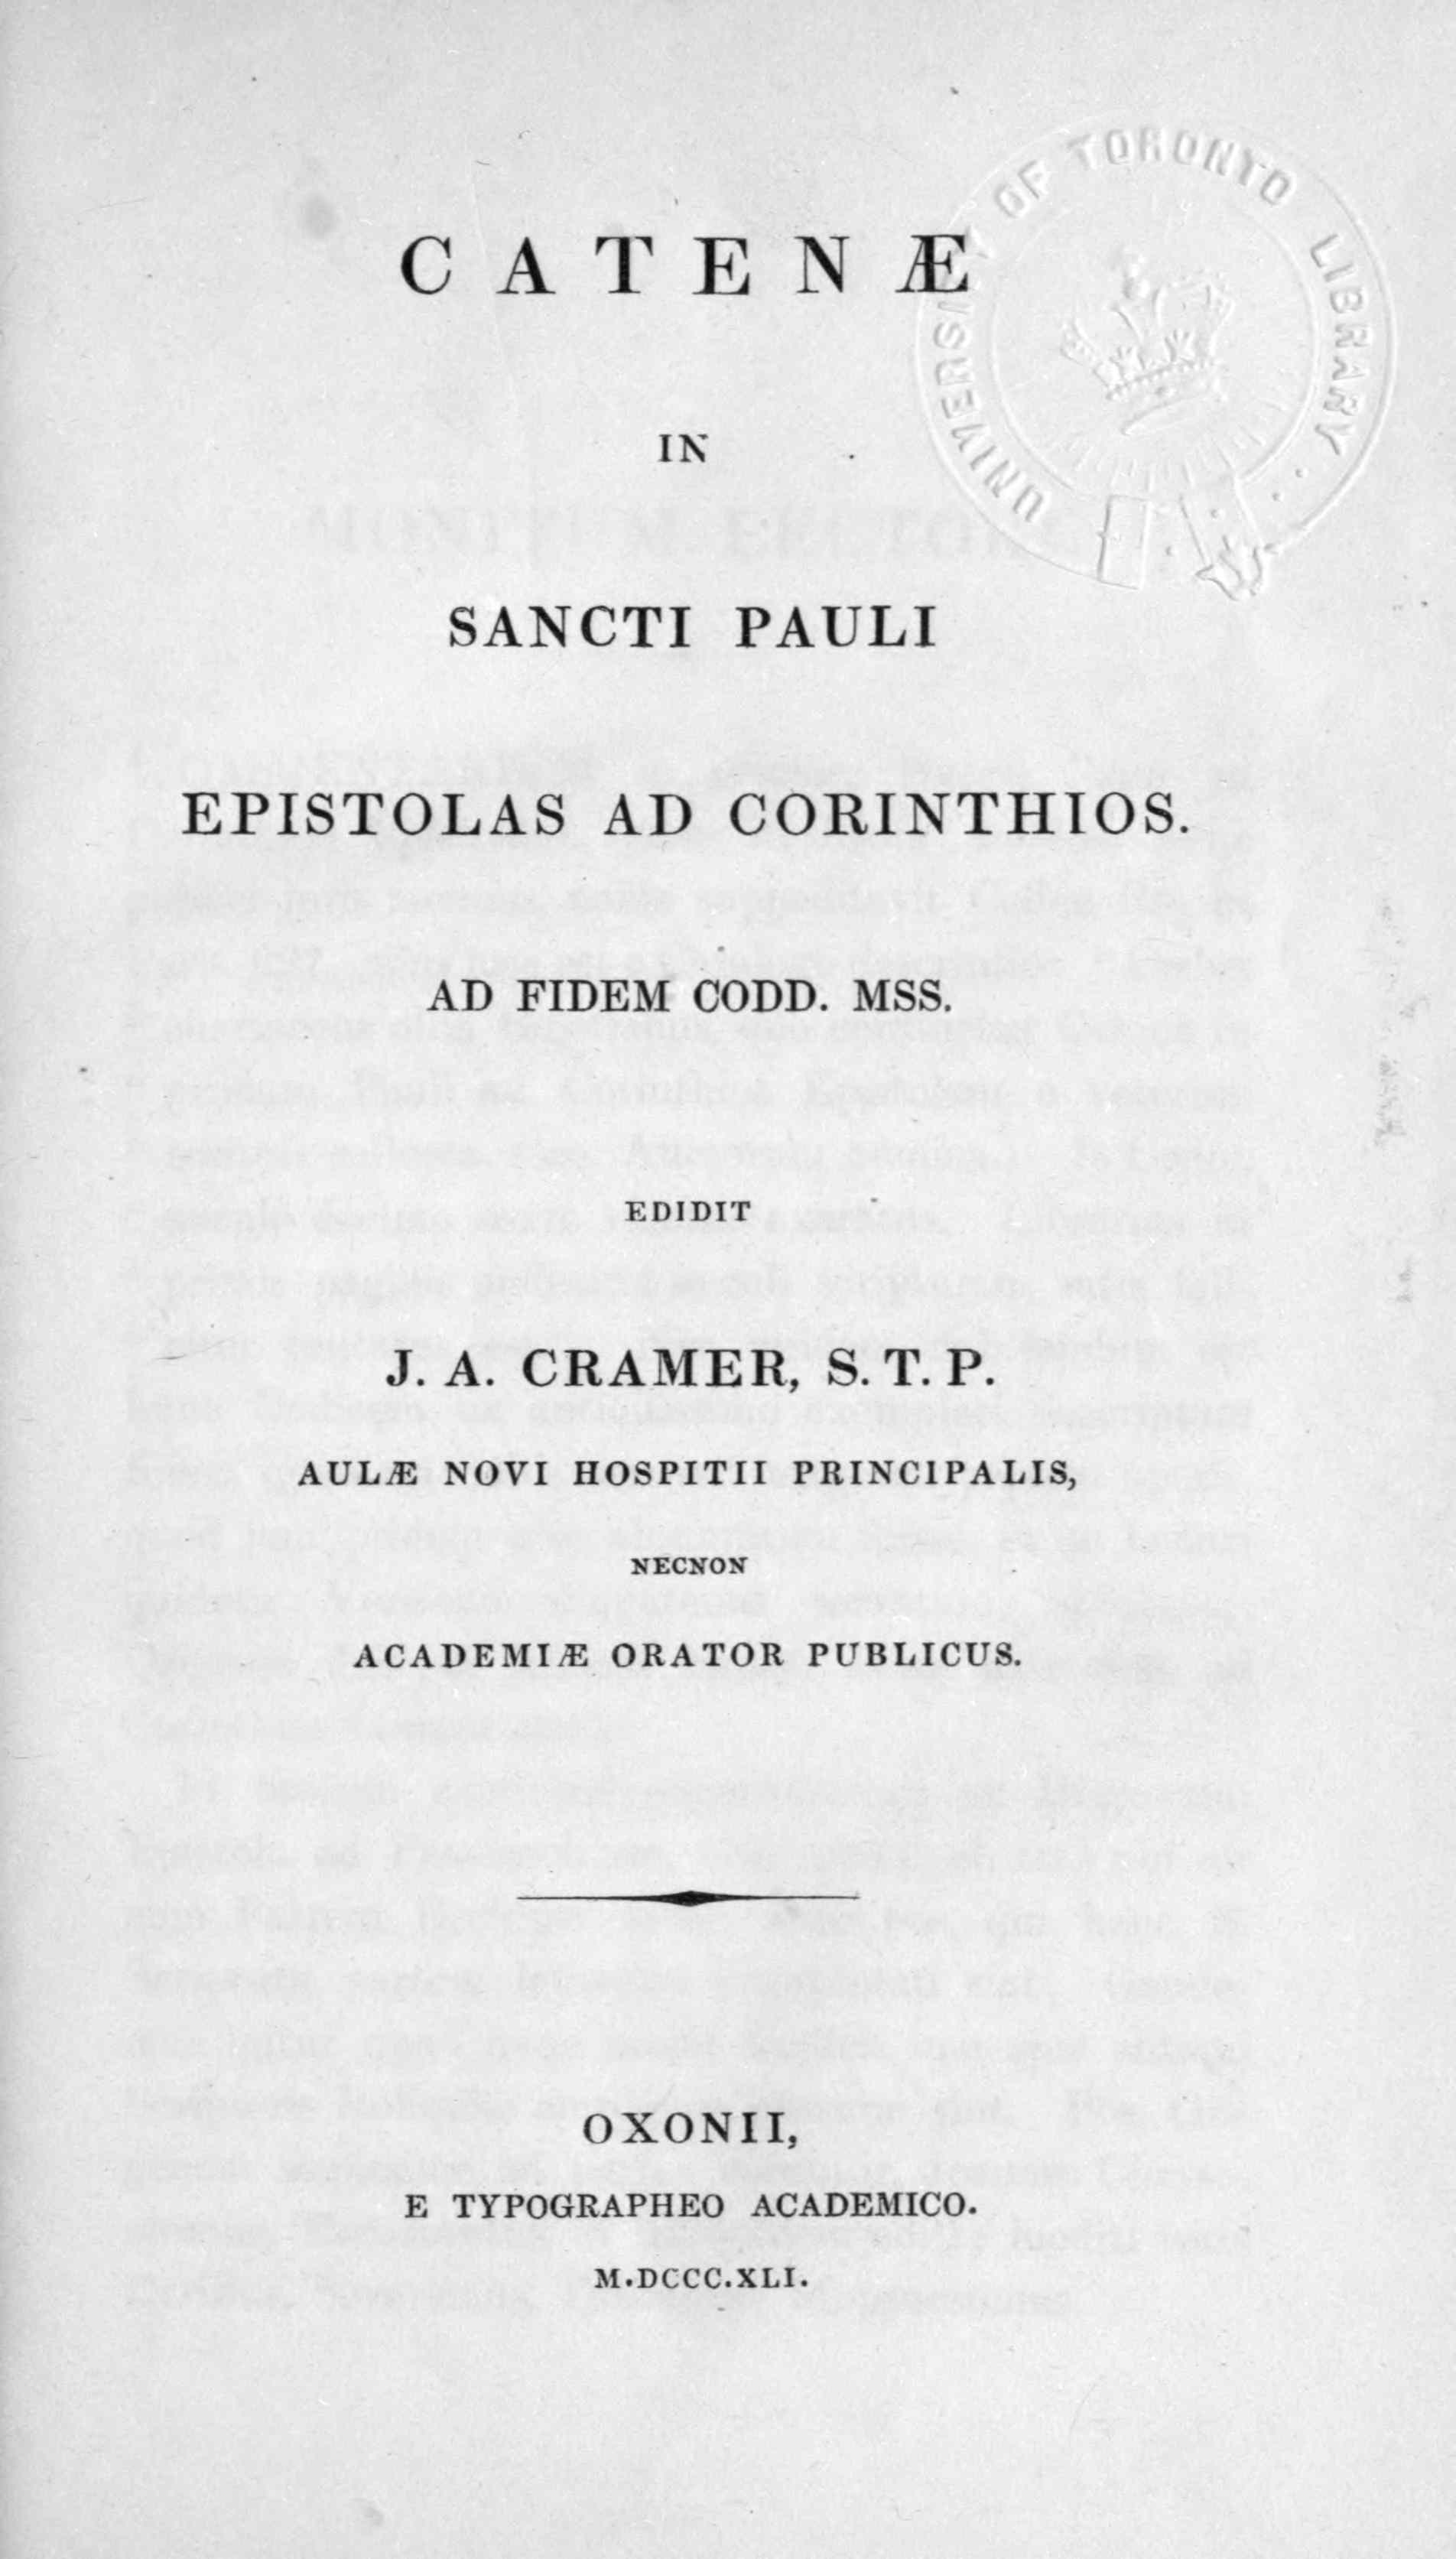 UNIVERSITY OF TORONTO LIBRARY
CATENÆ
IN
SANCTI PAULI
EPISTOLAS AD CORINTHIOS.
AD FIDEM CODD. MSS.
EDIDIT
J. A. CRAMER, S. T. P.
AULÆ NOVI HOSPITII PRINCIPALIS,
NECNON
ACADEMIÆ ORATOR PUBLICUS.
OXONII,
E TYPOGRAPHEO ACADEMICO.
M.DCCC.XLI.